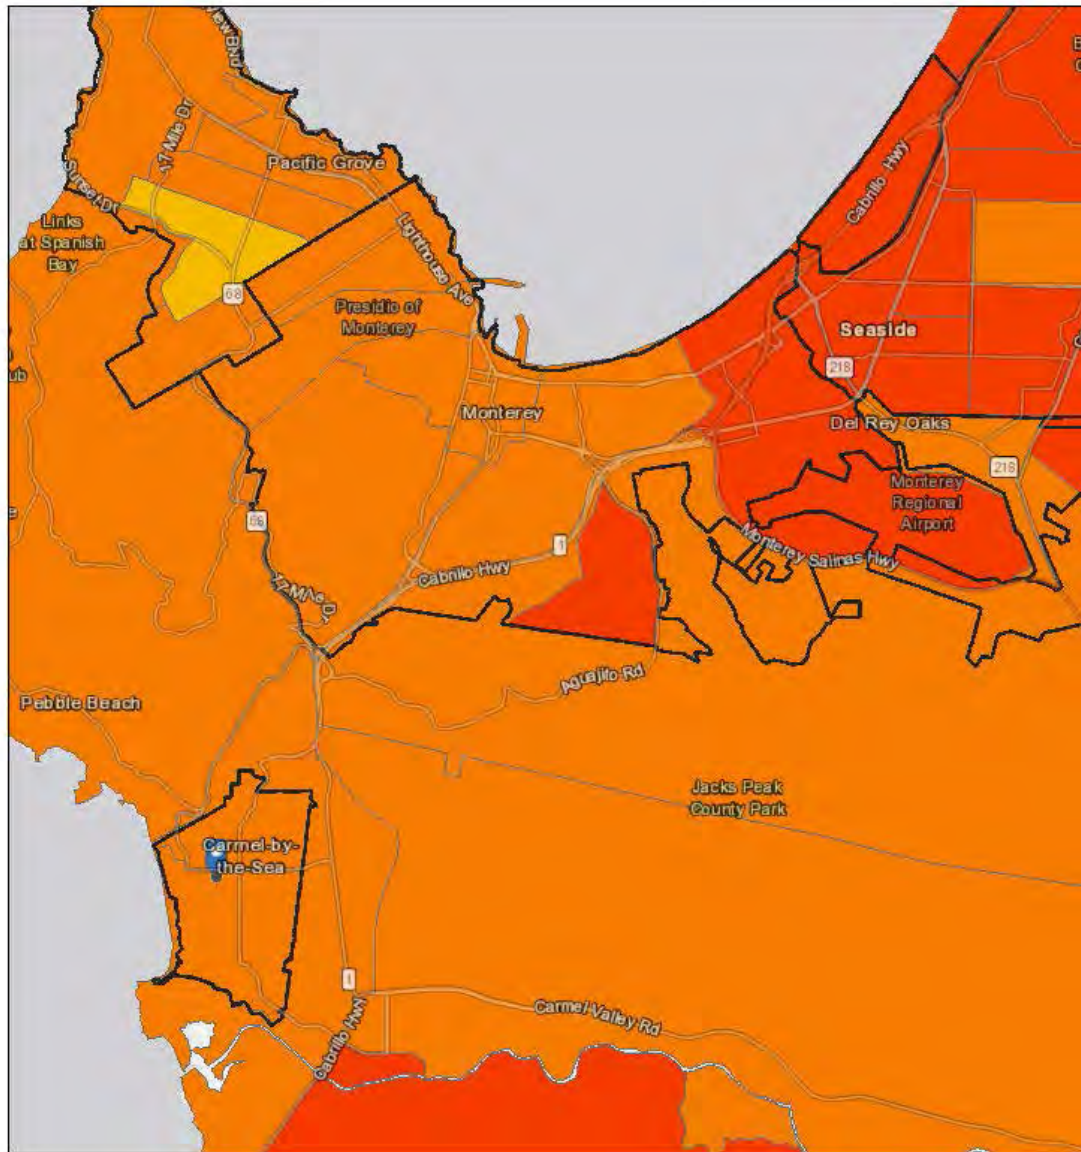 View Blvd
17 Mile Dr
Pacific Grove
Sunset Dr
Links
at Spanish
Bay
Lighthouse Ave
68
Presidio of
Monterey
Cabrillo Hwy
Seaside
218
Monterey
Del Rey Oaks
218
Monterey
Regional
Airport
68
1
Monterey Salinas Hwy
Cabrillo Hwy
17 Mile Dr
Aguajito Rd
Pebble Beach
Jacks Peak
County Park
Carmel-by-
the-Sea
1
Carmel Valley Rd
Cabrillo Hwy